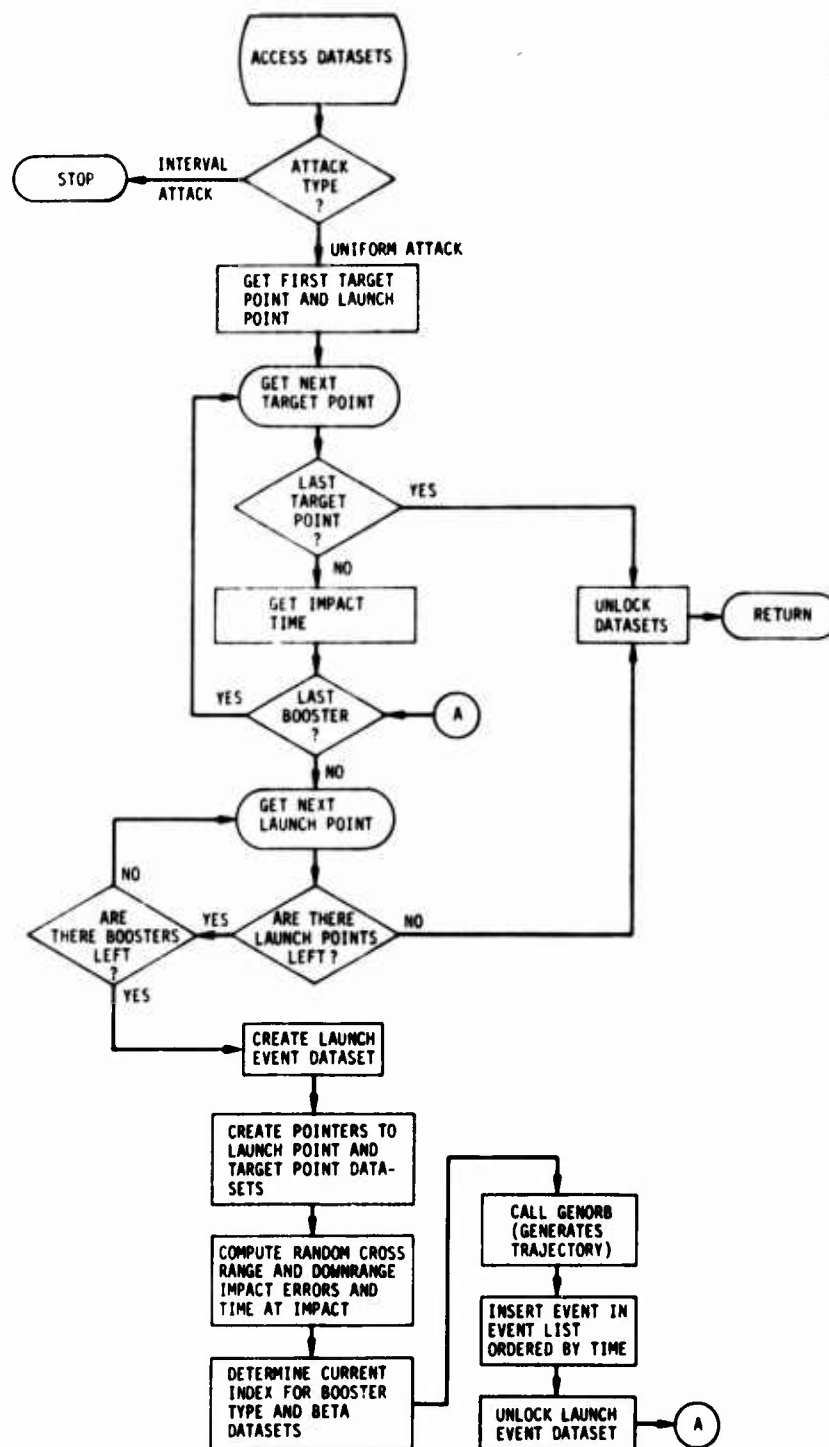 ACCESS DATASETS
ATTACK
TYPE
?
INTERVAL
ATTACK
STOP
UNIFORM ATTACK
GET FIRST TARGET
POINT AND LAUNCH
POINT
GET NEXT
TARGET POINT
LAST
TARGET
POINT
?
YES
NO
GET IMPACT
TIME
UNLOCK
DATASETS
RETURN
YES
LAST
BOOSTER
?
A
NO
GET NEXT
LAUNCH POINT
NO
ARE
THERE BOOSTERS
LEFT
?
YES
ARE THERE
LAUNCH POINTS
LEFT?
NO
YES
CREATE LAUNCH
EVENT DATASET
CREATE POINTERS TO
LAUNCH POINT AND
TARGET POINT DATA-
SETS
COMPUTE RANDOM CROSS
RANGE AND DOWNRANGE
IMPACT ERRORS AND
TIME AT IMPACT
DETERMINE CURRENT
INDEX FOR BOOSTER
TYPE AND BETA
DATASETS
CALL GENORB
(GENERATES
TRAJECTORY)
INSERT EVENT IN
EVENT LIST
ORDERED BY TIME
UNLOCK LAUNCH
EVENT DATASET
A